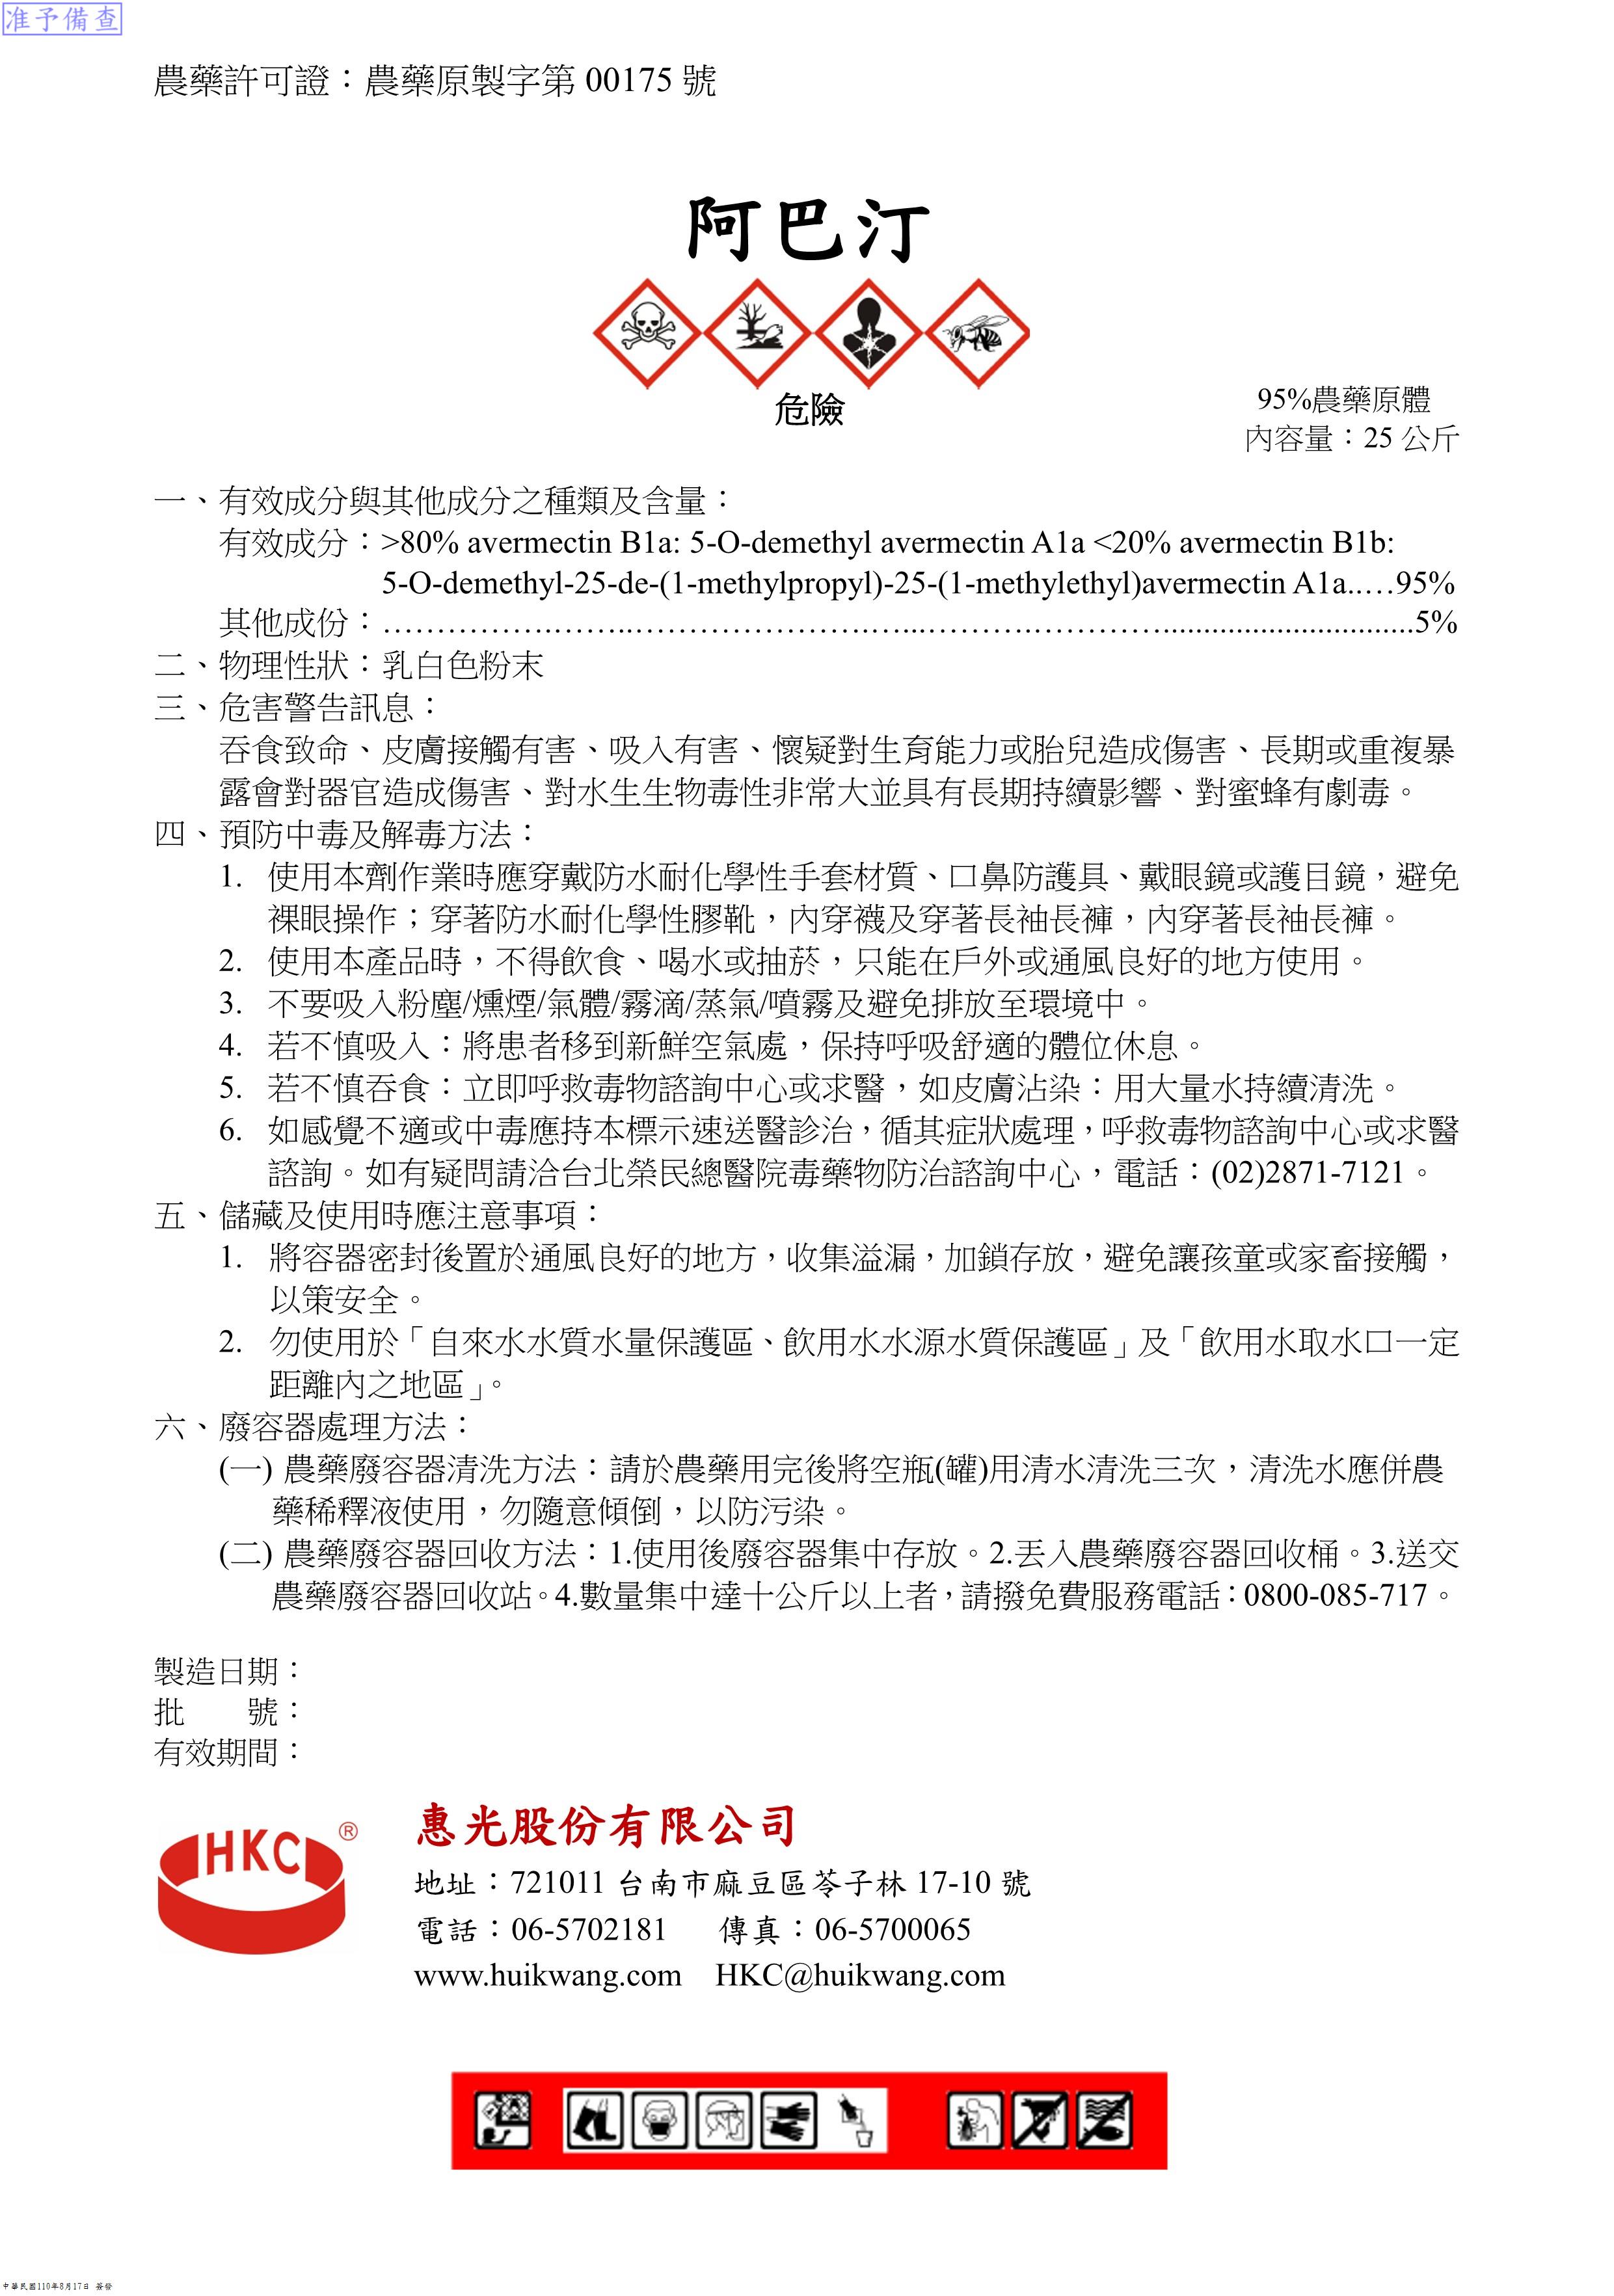 准予備查
農藥許可證：農藥原製字第 00175 號
阿巴汀
危險
95%農藥原體
內容量：25 公斤
一、有效成分與其他成分之種類及含量：
有效成分：>80% avermectin B1a: 5-O-demethyl avermectin A1a <20% avermectin B1b:
5-O-demethyl-25-de-(1-methylpropyl)-25-(1-methylethyl)avermectin A1a..…95%
其他成份：…………………………………………………………………………5%
二、物理性狀：乳白色粉末
三、危害警告訊息：
吞食致命、皮膚接觸有害、吸入有害、懷疑對生育能力或胎兒造成傷害、長期或重複暴
露會對器官造成傷害、對水生生物毒性非常大並具有長期持續影響、對蜜蜂有劇毒。
四、預防中毒及解毒方法：
1. 使用本劑作業時應穿戴防水耐化學性手套材質、口鼻防護具、戴眼鏡或護目鏡，避免
裸眼操作；穿著防水耐化學性膠靴，內穿襪及穿著長袖長褲，內穿著長袖長褲。
2. 使用本產品時，不得飲食、喝水或抽菸，只能在戶外或通風良好的地方使用。
3. 不要吸入粉塵/燻煙/氣體/霧滴/蒸氣/噴霧及避免排放至環境中。
4. 若不慎吸入：將患者移到新鮮空氣處，保持呼吸舒適的體位休息。
5. 若不慎吞食：立即呼救毒物諮詢中心或求醫，如皮膚沾染：用大量水持續清洗。
6. 如感覺不適或中毒應持本標示速送醫診治，循其症狀處理，呼救毒物諮詢中心或求醫
諮詢。如有疑問請洽台北榮民總醫院毒藥物防治諮詢中心，電話：(02)2871-7121。
五、儲藏及使用時應注意事項：
1. 將容器密封後置於通風良好的地方，收集溢漏，加鎖存放，避免讓孩童或家畜接觸，
以策安全。
2. 勿使用於「自來水水質水量保護區、飲用水水源水質保護區」及「飲用水取水口一定
距離內之地區」。
六、廢容器處理方法：
(一) 農藥廢容器清洗方法：請於農藥用完後將空瓶(罐)用清水清洗三次，清洗水應併農
藥稀釋液使用，勿隨意傾倒，以防污染。
(二) 農藥廢容器回收方法：1.使用後廢容器集中存放。2.丟入農藥廢容器回收桶。3.送交
農藥廢容器回收站。4.數量集中達十公斤以上者，請撥免費服務電話：0800-085-717。
製造日期：
批　　號：
有效期間：
HKC®
惠光股份有限公司
地址：721011 台南市麻豆區苓子林 17-10 號
電話：06-5702181　傳真：06-5700065
www.huikwang.com HKC@huikwang.com
中華民國110年8月17日 簽發